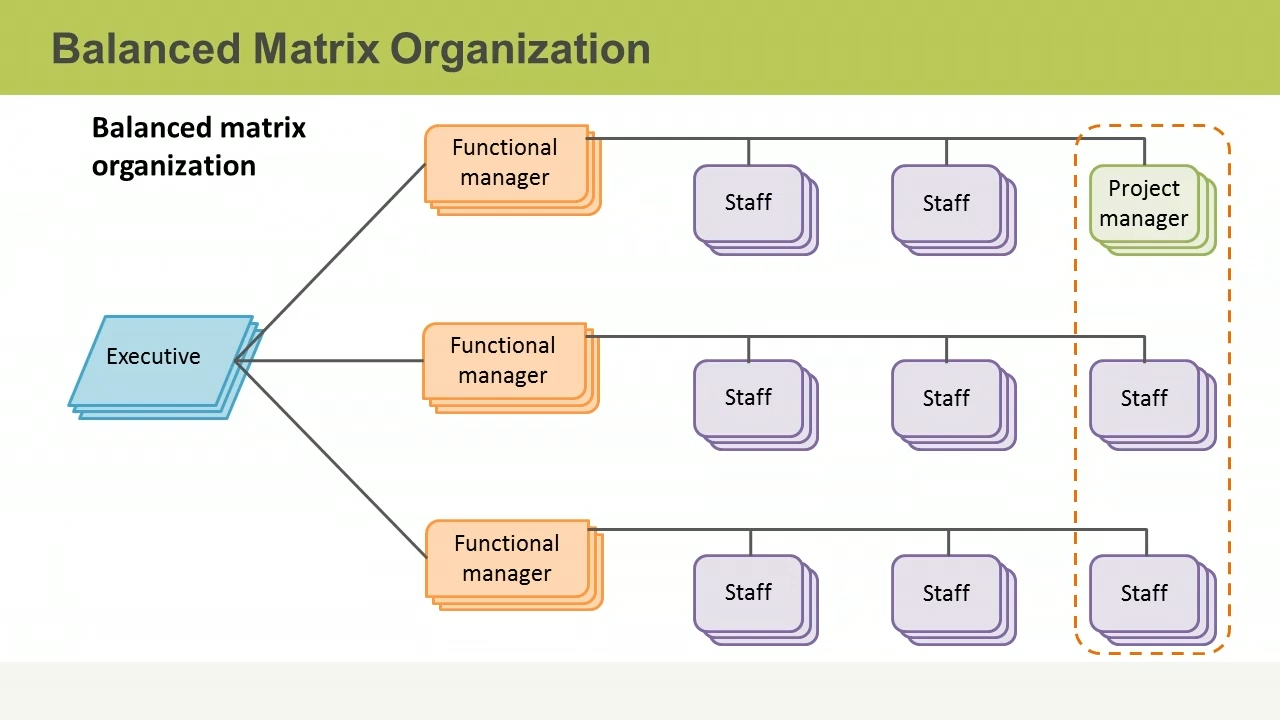 Balanced Matrix Organization
Balanced matrix
organization
Functional
manager
Staff
Staff
Project
manager
Executive
Functional
manager
Staff
Staff
Staff
Functional
manager
Staff
Staff
Staff